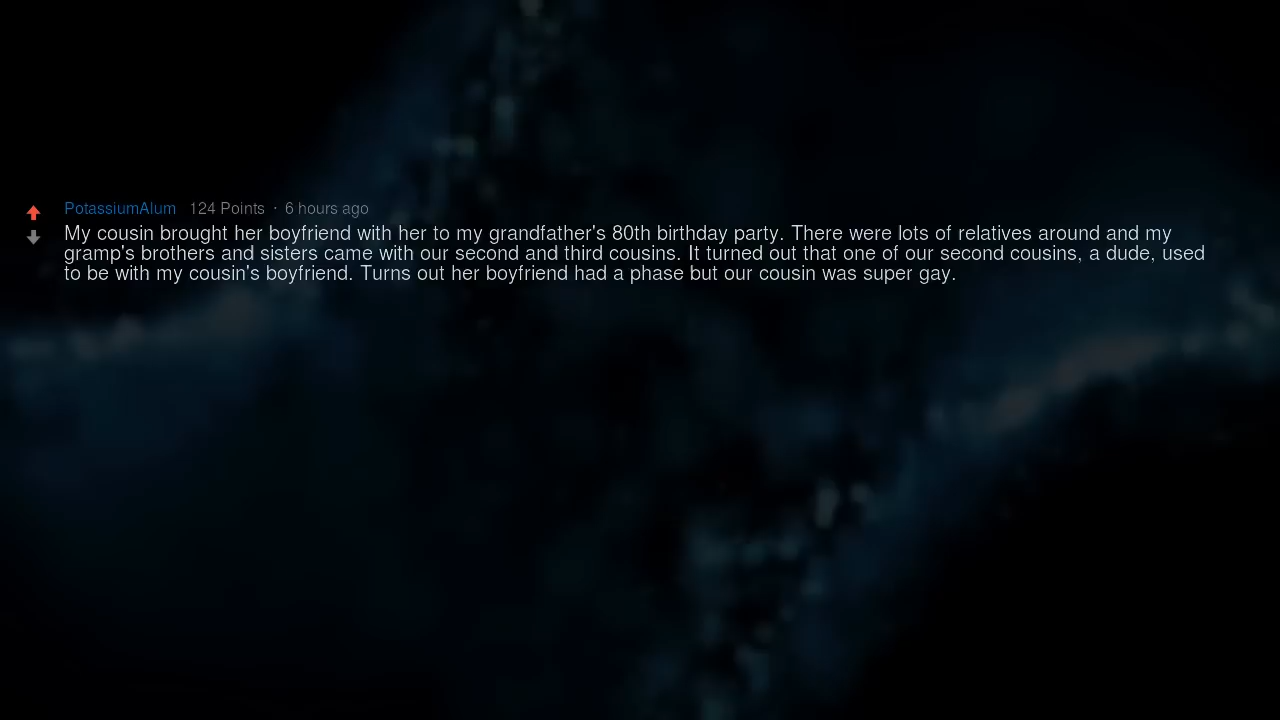 PotassiumAlum 124 Points · 6 hours ago
My cousin brought her boyfriend with her to my grandfather's 80th birthday party. There were lots of relatives around and my
gramp's brothers and sisters came with our second and third cousins. It turned out that one of our second cousins, a dude, used
to be with my cousin's boyfriend. Turns out her boyfriend had a phase but our cousin was super gay.